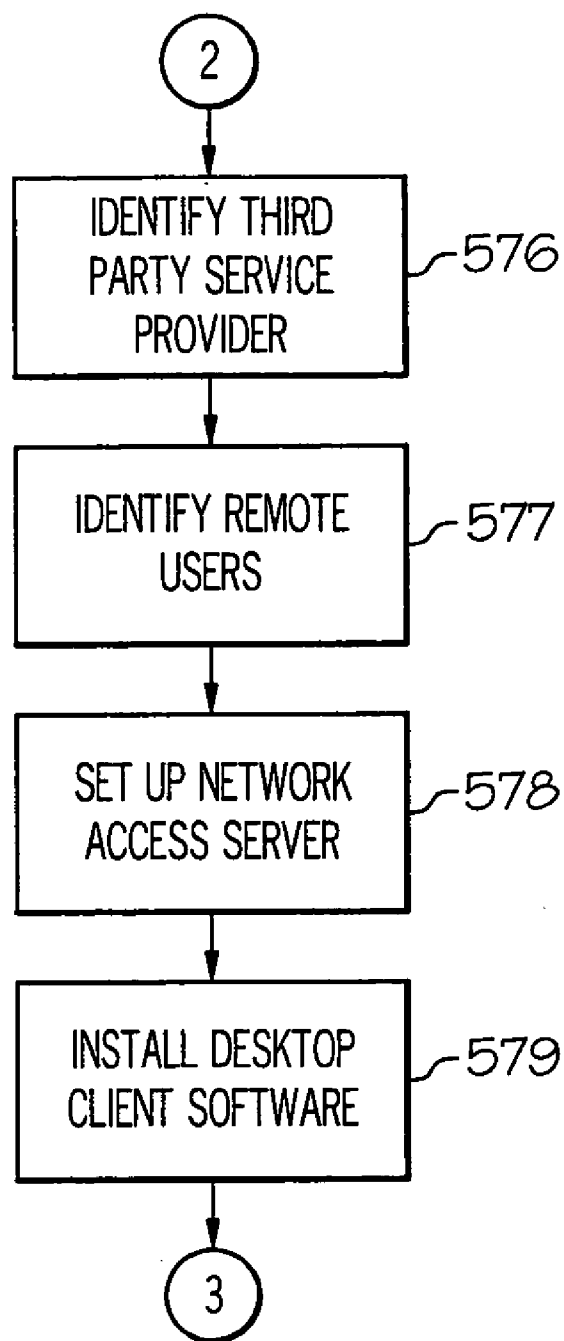 2
IDENTIFY THIRD
PARTY SERVICE
PROVIDER
576
IDENTIFY REMOTE
USERS
577
SET UP NETWORK
ACCESS SERVER
578
INSTALL DESKTOP
CLIENT SOFTWARE
579
3